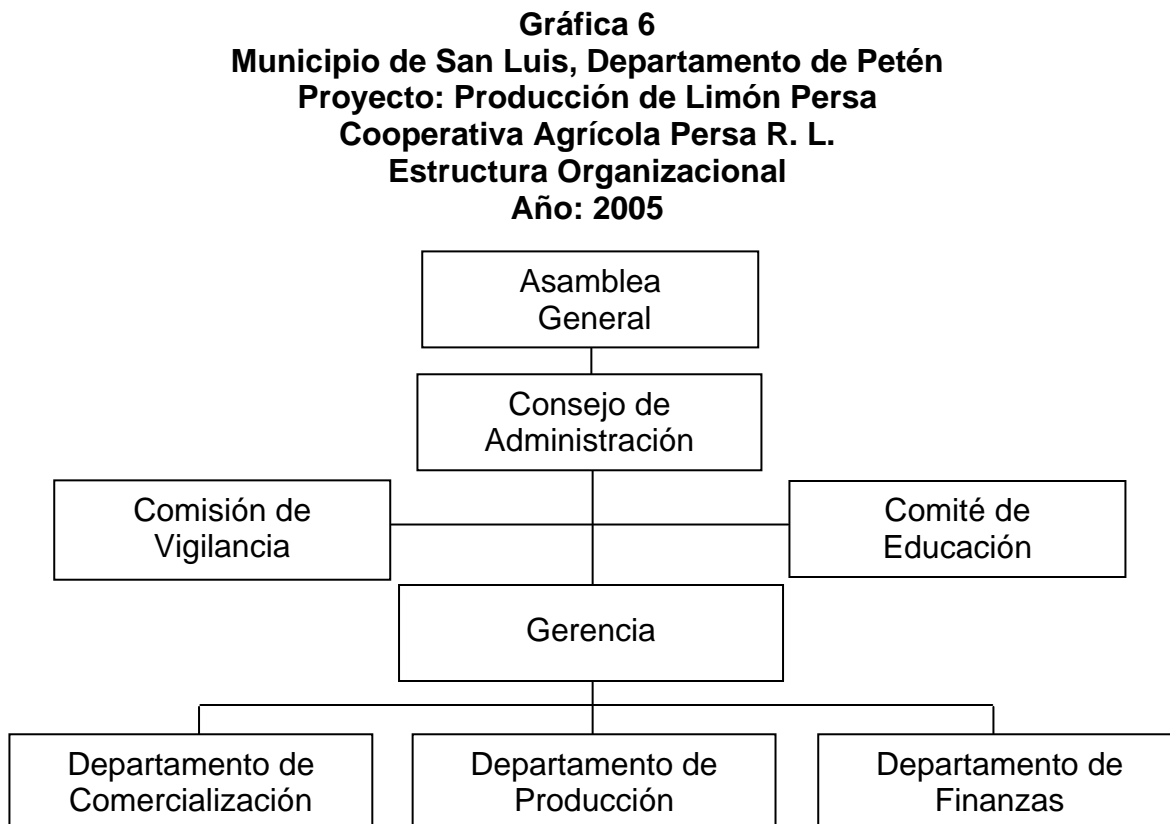 Gráfica 6
Municipio de San Luis, Departamento de Petén
Proyecto: Producción de Limón Persa
Cooperativa Agrícola Persa R. L.
Estructura Organizacional
Año: 2005
Asamblea
General
Consejo de
Administración
Comisión de
Vigilancia
Comité de
Educación
Gerencia
Departamento de
Comercialización
Departamento de
Producción
Departamento de
Finanzas